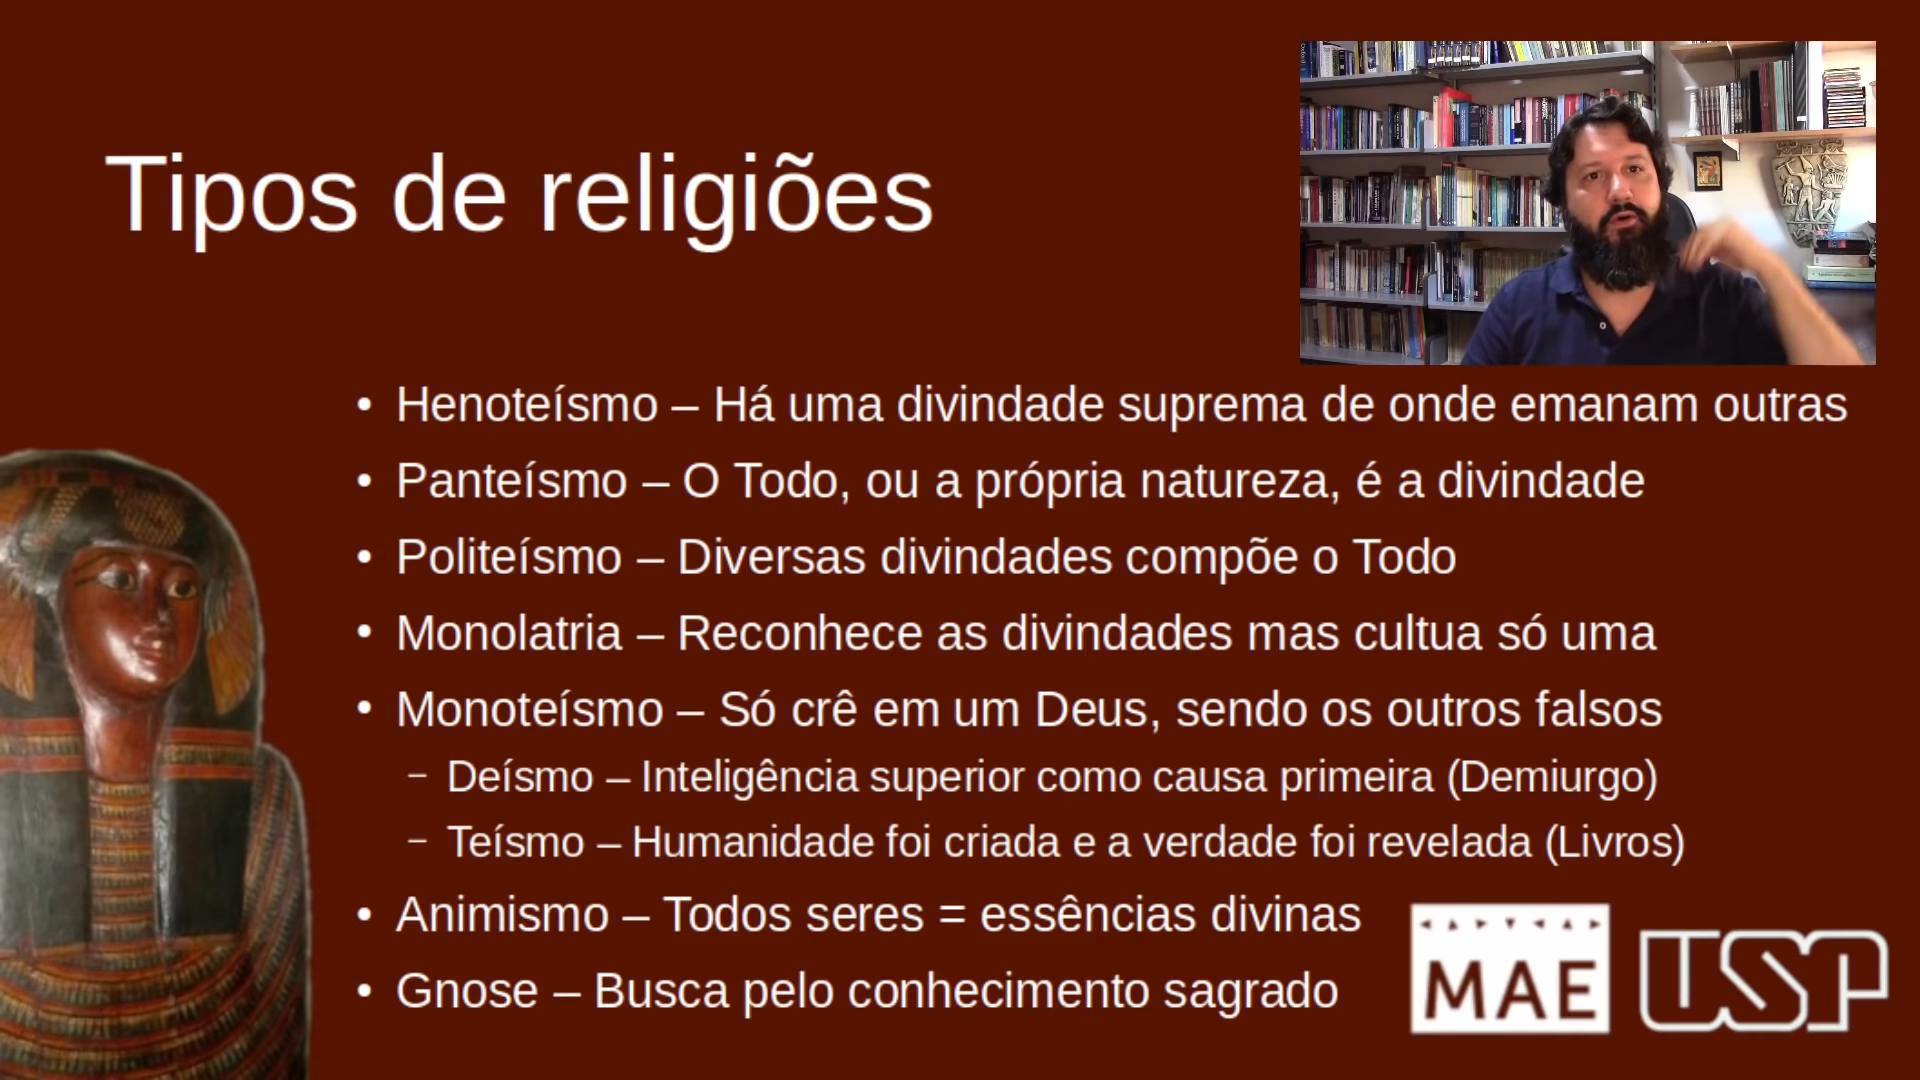 Tipos de religiões
• Henoteísmo – Há uma divindade suprema de onde emanam outras
• Panteísmo – O Todo, ou a própria natureza, é a divindade
• Politeísmo – Diversas divindades compõe o Todo
• Monolatria – Reconhece as divindades mas cultua só uma
• Monoteísmo – Só crê em um Deus, sendo os outros falsos
– Deísmo – Inteligência superior como causa primeira (Demiurgo)
– Teísmo – Humanidade foi criada e a verdade foi revelada (Livros)
• Animismo – Todos seres = essências divinas
• Gnose – Busca pelo conhecimento sagrado
MAE
USP